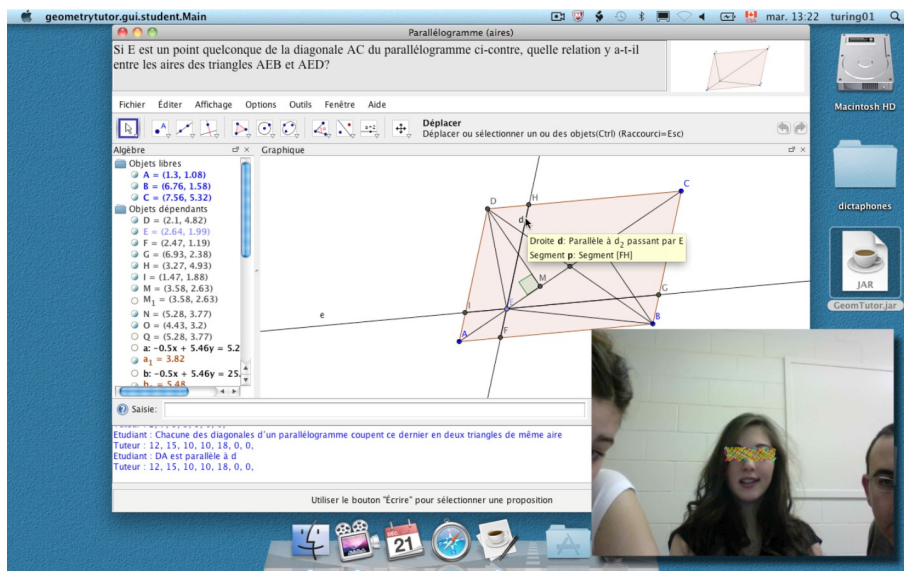 geometrytutor.gui.student.Main
mar. 13:22
turing01
Parallélogramme (aires)
Si E est un point quelconque de la diagonale AC du parallélogramme ci-contre, quelle relation y a-t-il
entre les aires des triangles AEB et AED?
Fichier Éditer Affichage Options Outils Fenêtre Aide
Déplacer
Déplacer ou sélectionner un ou des objets(Ctrl) (Raccourci=Esc)
Algèbre
Objets libres
A = (1.3, 1.08)
B = (6.76, 1.58)
C = (7.56, 5.32)
Objets dépendants
D = (2.1, 4.82)
E = (2.64, 1.99)
F = (2.47, 1.19)
G = (6.93, 2.38)
H = (3.27, 4.93)
I = (1.47, 1.88)
M = (3.58, 2.63)
M₁ = (3.58, 2.63)
N = (5.28, 3.77)
O = (4.43, 3.2)
Q = (5.28, 3.77)
a: -0.5x + 5.46y = 5.2
a₁ = 3.82
b: -0.5x + 5.46y = 25.
Graphique
C
D
H
d
Droite d: Parallèle à d₂ passant par E
Segment p: Segment [FH]
M
G
I
E
e
B
F
A
Saisie:
Etudiant : Chacune des diagonales d'un parallélogramme coupent ce dernier en deux triangles de même aire
Tuteur : 12, 15, 10, 10, 18, 0, 0,
Etudiant : DA est parallèle à d
Tuteur : 12, 15, 10, 10, 18, 0, 0,
Utiliser le bouton "Écrire" pour sélectionner une proposition
Macintosh HD
dictaphones
JAR
GeomTutor.jar
21